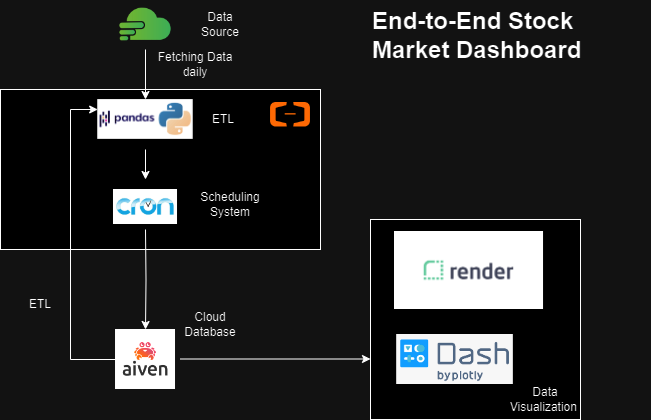 Data
Source
End-to-End Stock
Market Dashboard
Fetching Data
daily
pandas
ETL
cron
Scheduling
System
ETL
Cloud
Database
aiven
render
Dash
by plotly
Data
Visualization